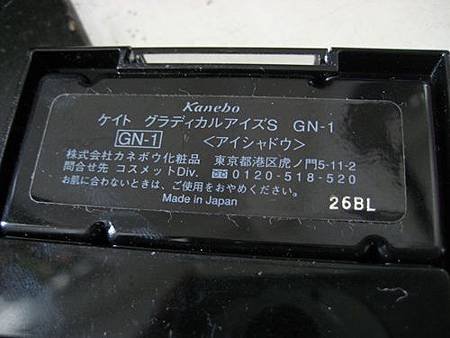 Kanebo
ケイト グラディカルアイズS GN-1
GN-1 〈アイシャドウ〉
株式会社カネボウ化粧品 東京都港区虎ノ門5-11-2
問合せ先 コスメットDiv. 0120-518-520
お肌に合わないときは、ご使用をおやめください。
Made in Japan
26BL